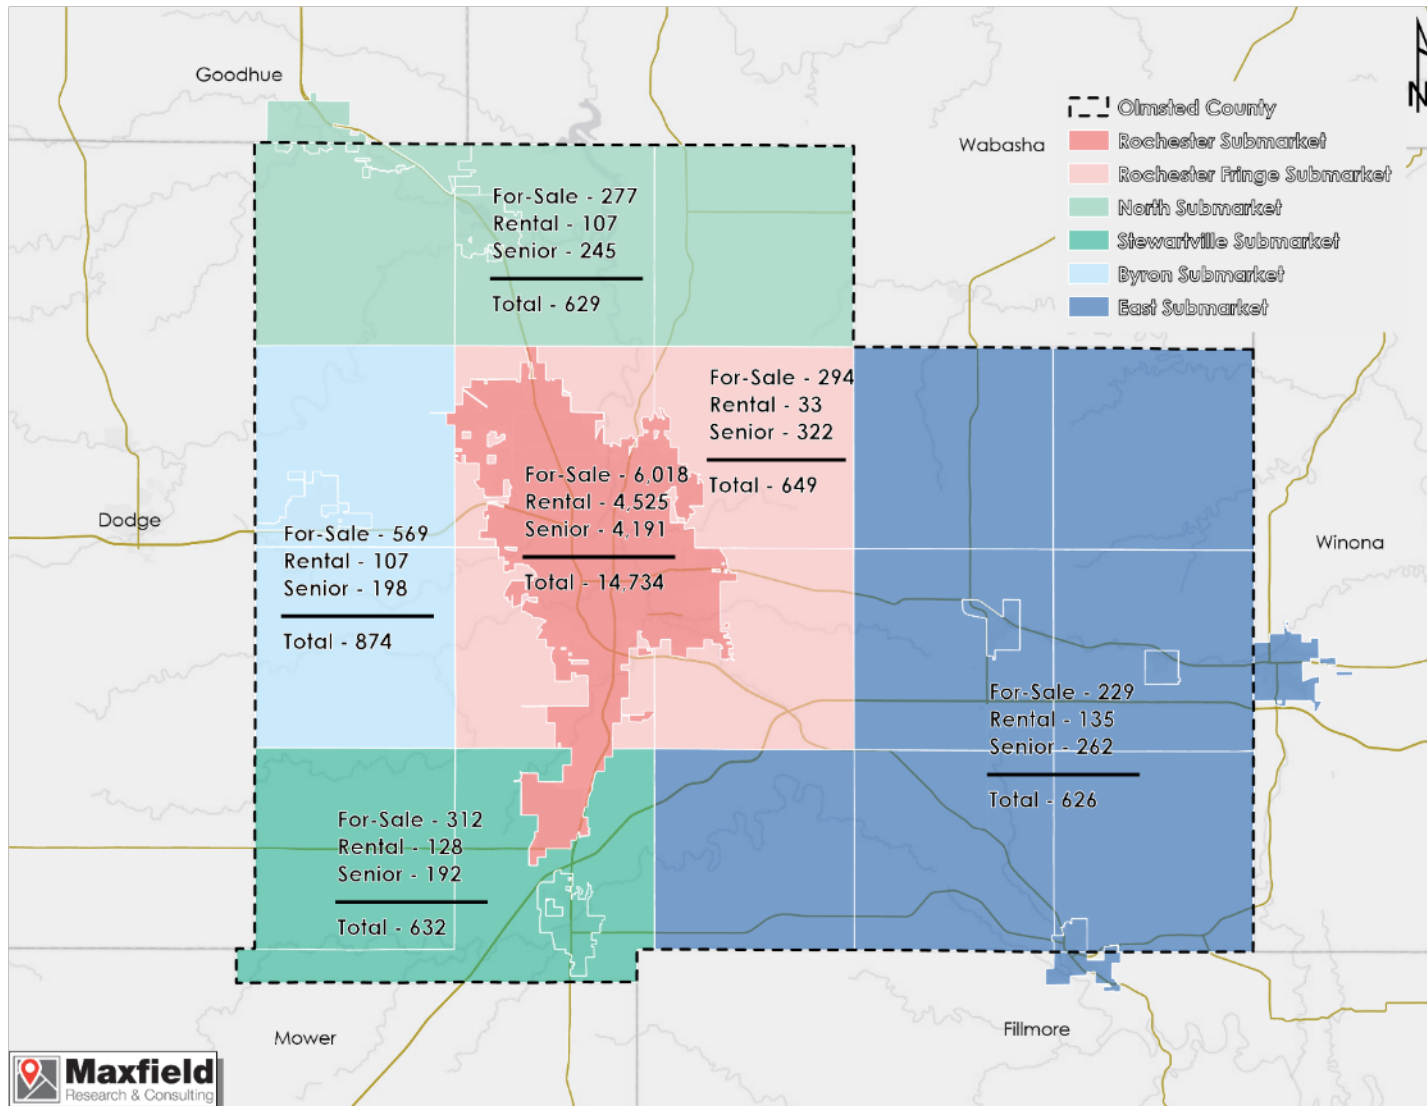 Goodhue
Wabasha
N
Olmsted County
Rochester Submarket
Rochester Fringe Submarket
North Submarket
Stewartville Submarket
Byron Submarket
East Submarket
For-Sale - 277
Rental - 107
Senior - 245
Total - 629
For-Sale - 294
Rental - 33
Senior - 322
Total - 649
For-Sale - 6,018
Rental - 4,525
Senior - 4,191
Total - 14,734
Dodge
For-Sale - 569
Rental - 107
Senior - 198
Total - 874
Winona
For-Sale - 229
Rental - 135
Senior - 262
Total - 626
For-Sale - 312
Rental - 128
Senior - 192
Total - 632
Mower
Fillmore
Maxfield
Research & Consulting